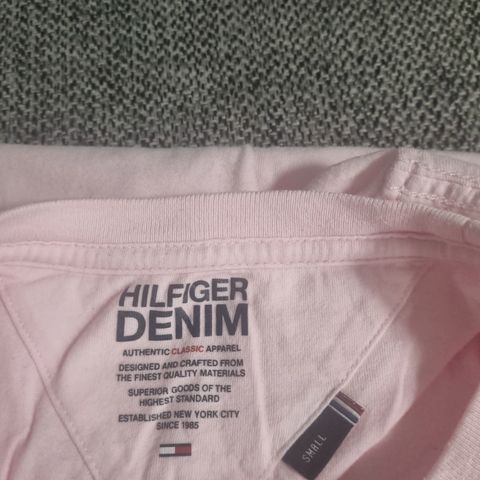 HILFIGER
DENIM
AUTHENTIC CLASSIC APPAREL
DESIGNED AND CRAFTED FROM
THE FINEST QUALITY MATERIALS
SUPERIOR GOODS OF THE
HIGHEST STANDARD
ESTABLISHED NEW YORK CITY
SINCE 1985
SMALL